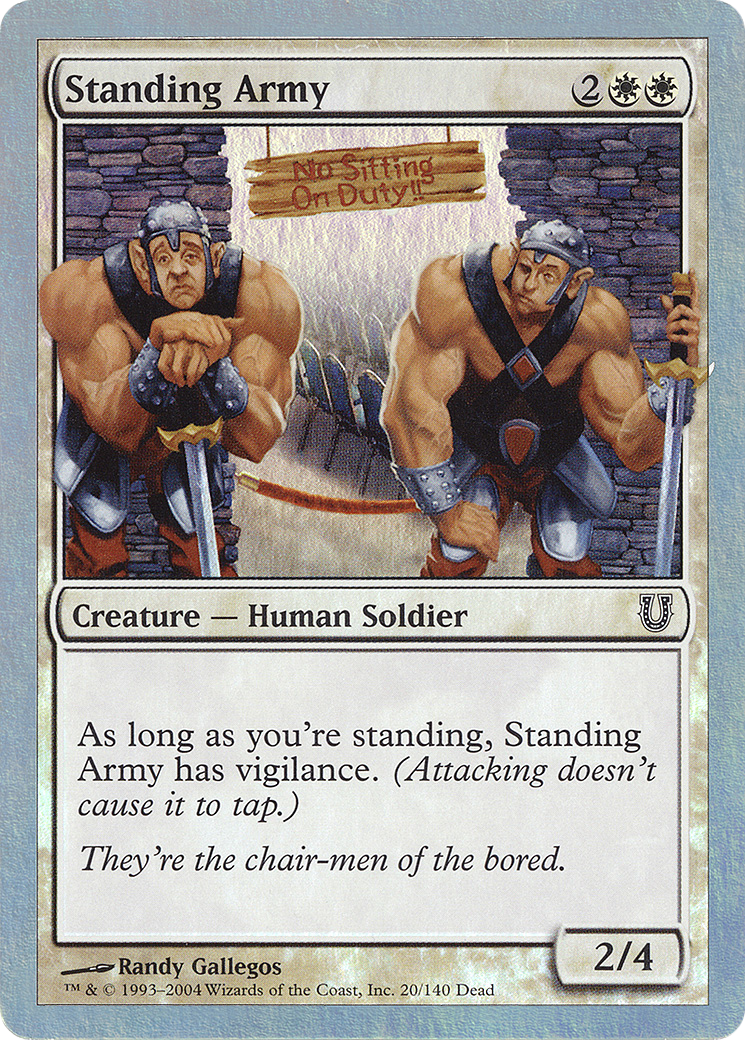 Standing Army 2
No Sitting
On Duty!!
Creature — Human Soldier
As long as you're standing, Standing
Army has vigilance. (Attacking doesn't
cause it to tap.)
They're the chair-men of the bored.
2/4
Randy Gallegos
™ & © 1993–2004 Wizards of the Coast, Inc. 20/140 Dead